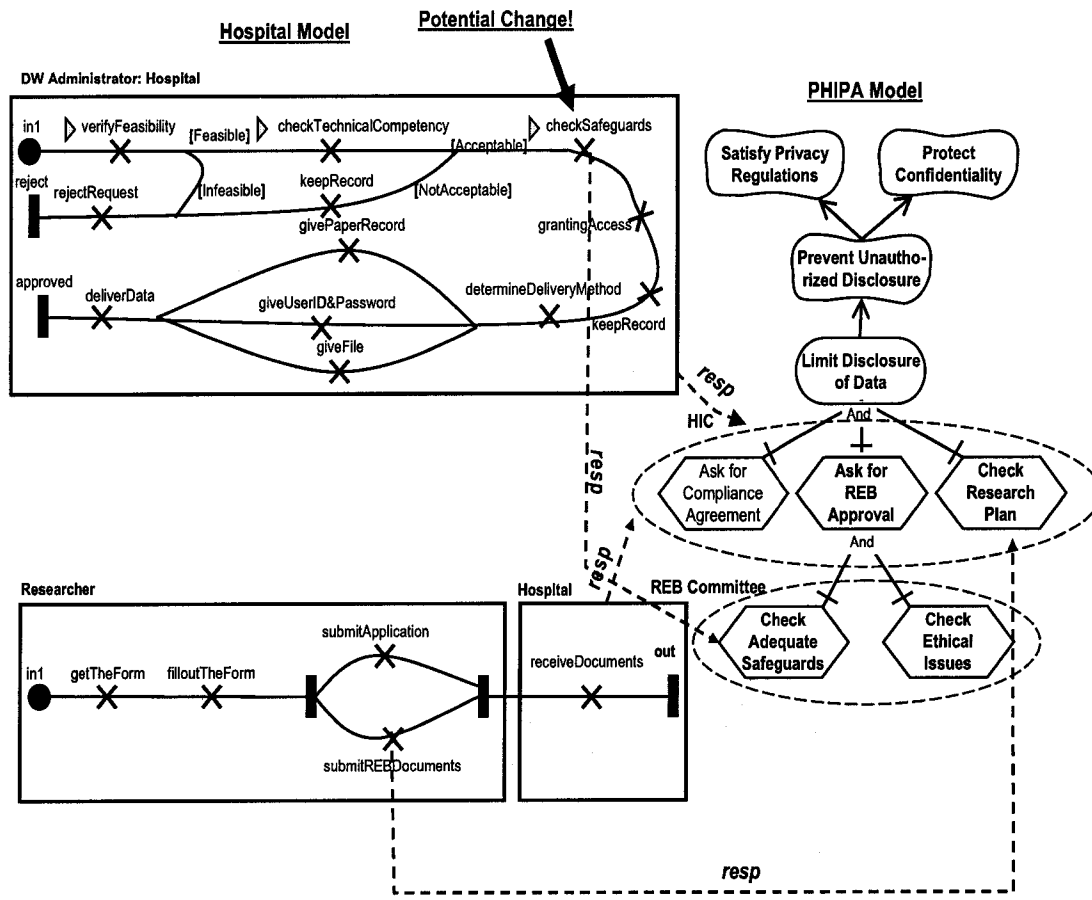 Potential Change!
Hospital Model
DW Administrator: Hospital
PHIPA Model
in1
verifyFeasibility
[Feasible]
checkTechnicalCompetency
[Acceptable]
checkSafeguards
reject
rejectRequest
[Infeasible]
keepRecord
[NotAcceptable]
givePaperRecord
grantingAccess
approved
deliverData
giveUserID&Password
determineDeliveryMethod
keepRecord
giveFile
Satisfy Privacy
Regulations
Protect
Confidentiality
Prevent Unautho-
rized Disclosure
Limit Disclosure
of Data
And
resp
HIC
Ask for
Compliance
Agreement
Ask for
REB
Approval
Check
Research
Plan
And
resp
resp
REB Committee
Check
Adequate
Safeguards
Check
Ethical
Issues
Researcher
Hospital
in1
getTheForm
filloutTheForm
submitApplication
submitREBDocuments
receiveDocuments
out
resp